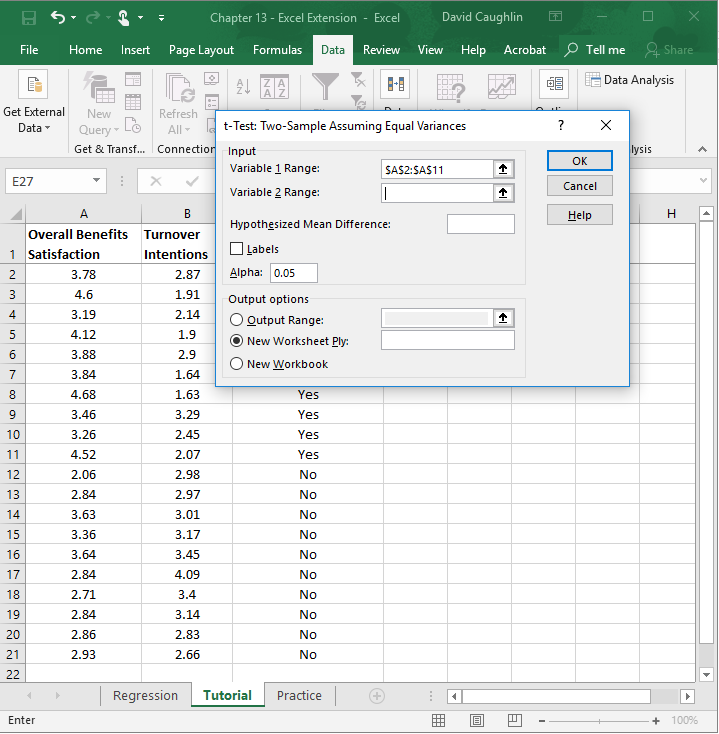 Chapter 13 - Excel Extension - Excel David Caughlin
File Home Insert Page Layout Formulas Data Review View Help Acrobat Tell me Share
Get External Data
New Query
Refresh All
Data Analysis
Get & Transf... Connection
lysis
t-Test: Two-Sample Assuming Equal Variances ? 
Input
Variable 1 Range: $A$2:$A$11 OK
Variable 2 Range: Cancel
Hypothesized Mean Difference: Help
Labels
Alpha: 0.05
Output options
Output Range:
New Worksheet Ply:
New Workbook
E27
A B H
1 Overall Benefits Satisfaction Turnover Intentions
2 3.78 2.87
3 4.6 1.91
4 3.19 2.14
5 4.12 1.9
6 3.88 2.9
7 3.84 1.64
8 4.68 1.63 Yes
9 3.46 3.29 Yes
10 3.26 2.45 Yes
11 4.52 2.07 Yes
12 2.06 2.98 No
13 2.84 2.97 No
14 3.63 3.01 No
15 3.36 3.17 No
16 3.64 3.45 No
17 2.84 4.09 No
18 2.71 3.4 No
19 2.84 3.14 No
20 2.86 2.83 No
21 2.93 2.66 No
22
Regression Tutorial Practice
Enter 100%